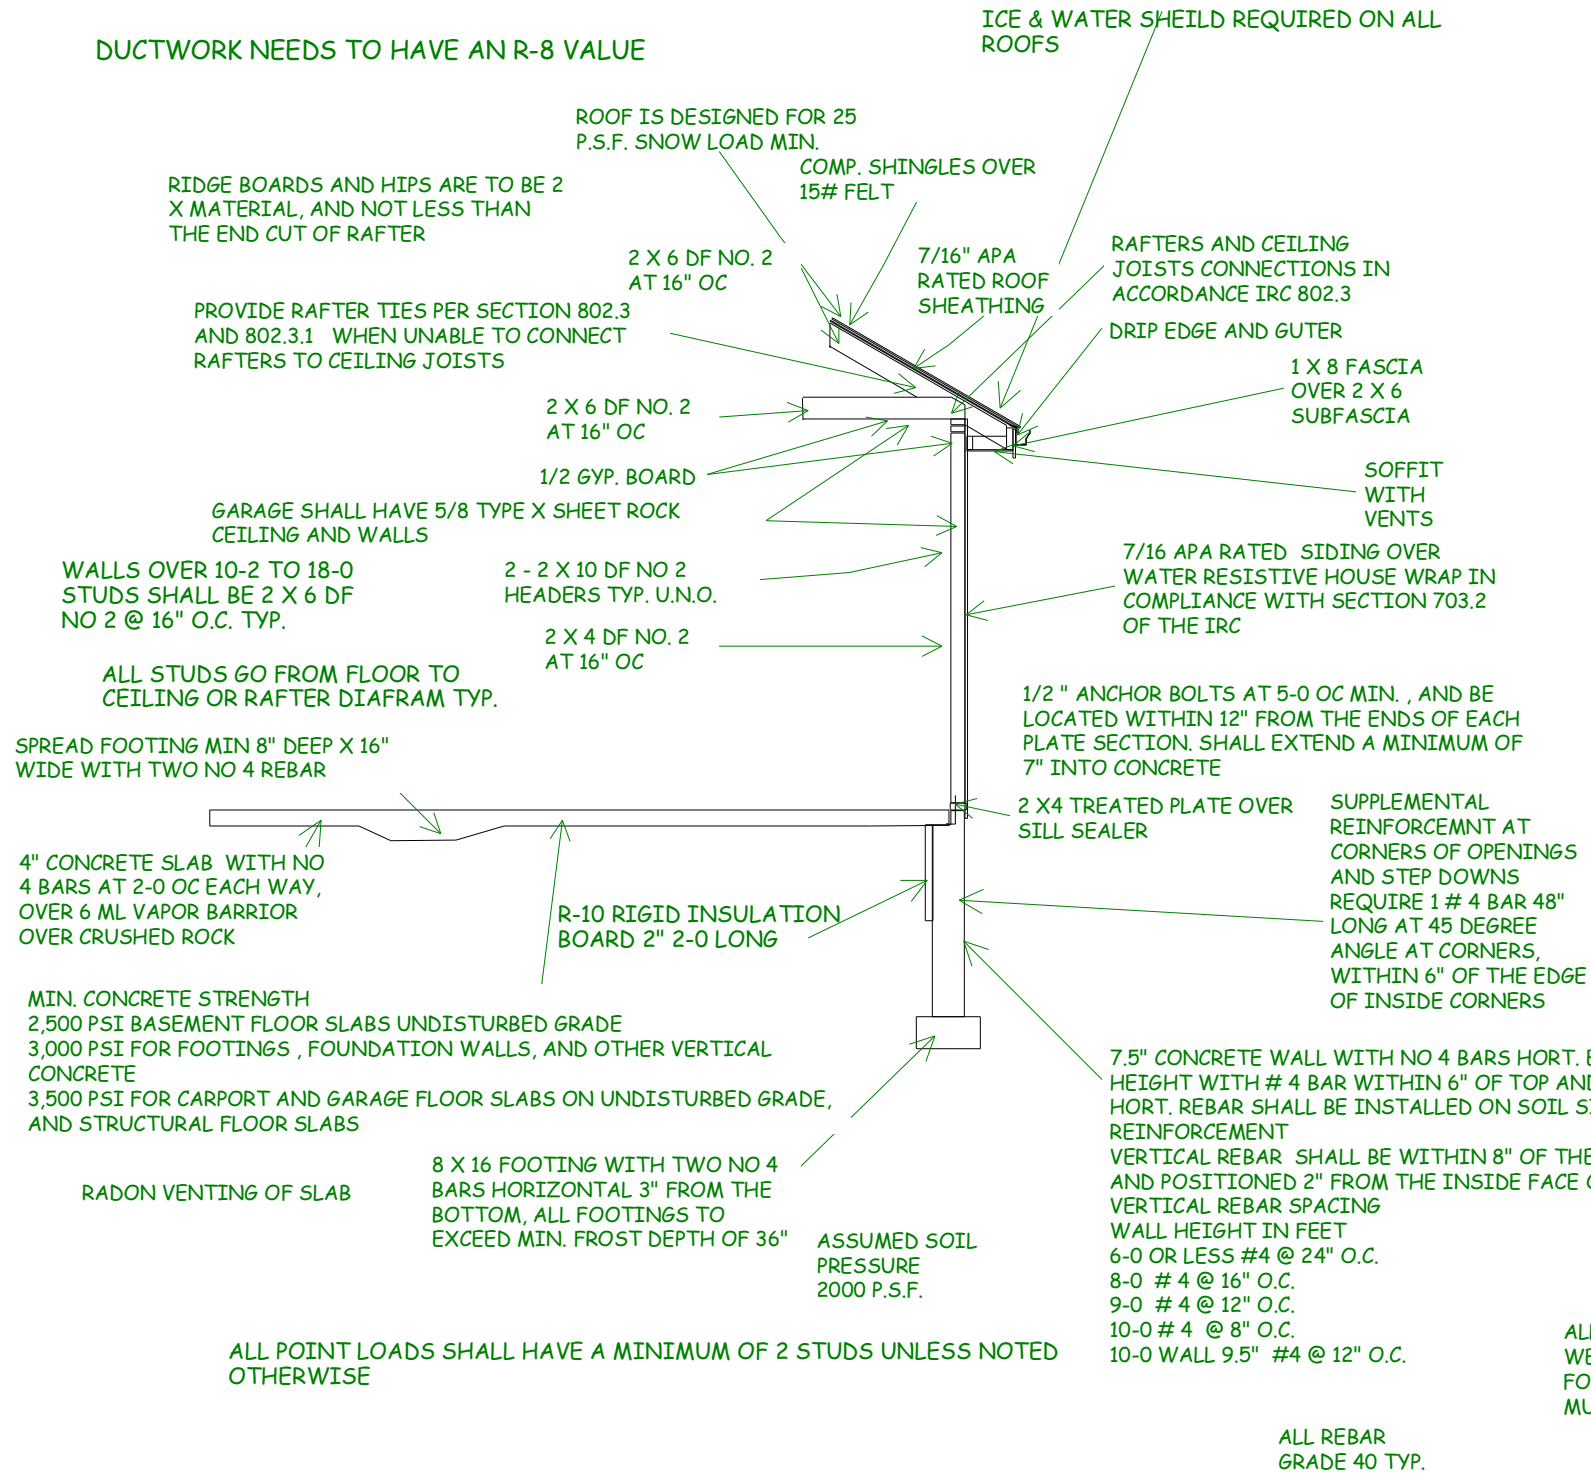 DUCTWORK NEEDS TO HAVE AN R-8 VALUE
ICE & WATER SHEILD REQUIRED ON ALL
ROOFS
ROOF IS DESIGNED FOR 25
P.S.F. SNOW LOAD MIN.
COMP. SHINGLES OVER
15# FELT
RIDGE BOARDS AND HIPS ARE TO BE 2
X MATERIAL, AND NOT LESS THAN
THE END CUT OF RAFTER
2 X 6 DF NO. 2
AT 16" OC
7/16" APA
RATED ROOF
SHEATHING
RAFTERS AND CEILING
JOISTS CONNECTIONS IN
ACCORDANCE IRC 802.3
PROVIDE RAFTER TIES PER SECTION 802.3
AND 802.3.1 WHEN UNABLE TO CONNECT
RAFTERS TO CEILING JOISTS
DRIP EDGE AND GUTER
1 X 8 FASCIA
OVER 2 X 6
SUBFASCIA
2 X 6 DF NO. 2
AT 16" OC
1/2 GYP. BOARD
SOFFIT
WITH
VENTS
GARAGE SHALL HAVE 5/8 TYPE X SHEET ROCK
CEILING AND WALLS
7/16 APA RATED SIDING OVER
WATER RESISTIVE HOUSE WRAP IN
COMPLIANCE WITH SECTION 703.2
OF THE IRC
WALLS OVER 10-2 TO 18-0
STUDS SHALL BE 2 X 6 DF
NO 2 @ 16" O.C. TYP.
2 - 2 X 10 DF NO 2
HEADERS TYP. U.N.O.
2 X 4 DF NO. 2
AT 16" OC
ALL STUDS GO FROM FLOOR TO
CEILING OR RAFTER DIAFRAM TYP.
1/2 " ANCHOR BOLTS AT 5-0 OC MIN. , AND BE
LOCATED WITHIN 12" FROM THE ENDS OF EACH
PLATE SECTION. SHALL EXTEND A MINIMUM OF
7" INTO CONCRETE
SPREAD FOOTING MIN 8" DEEP X 16"
WIDE WITH TWO NO 4 REBAR
2 X4 TREATED PLATE OVER
SILL SEALER
SUPPLEMENTAL
REINFORCEMNT AT
CORNERS OF OPENINGS
AND STEP DOWNS
REQUIRE 1 # 4 BAR 48"
LONG AT 45 DEGREE
ANGLE AT CORNERS,
WITHIN 6" OF THE EDGE
OF INSIDE CORNERS
4" CONCRETE SLAB WITH NO
4 BARS AT 2-0 OC EACH WAY,
OVER 6 ML VAPOR BARRIOR
OVER CRUSHED ROCK
R-10 RIGID INSULATION
BOARD 2" 2-0 LONG
MIN. CONCRETE STRENGTH
2,500 PSI BASEMENT FLOOR SLABS UNDISTURBED GRADE
3,000 PSI FOR FOOTINGS , FOUNDATION WALLS, AND OTHER VERTICAL
CONCRETE
3,500 PSI FOR CARPORT AND GARAGE FLOOR SLABS ON UNDISTURBED GRADE,
AND STRUCTURAL FLOOR SLABS
7.5" CONCRETE WALL WITH NO 4 BARS HORT.
HEIGHT WITH # 4 BAR WITHIN 6" OF TOP
HORT. REBAR SHALL BE INSTALLED ON SOIL
REINFORCEMENT
VERTICAL REBAR SHALL BE WITHIN 8" OF THE
AND POSITIONED 2" FROM THE INSIDE FACE
VERTICAL REBAR SPACING
WALL HEIGHT IN FEET
6-0 OR LESS #4 @ 24" O.C.
8-0 # 4 @ 16" O.C.
9-0 # 4 @ 12" O.C.
10-0 # 4 @ 8" O.C.
10-0 WALL 9.5" #4 @ 12" O.C.
RADON VENTING OF SLAB
8 X 16 FOOTING WITH TWO NO 4
BARS HORIZONTAL 3" FROM THE
BOTTOM, ALL FOOTINGS TO
EXCEED MIN. FROST DEPTH OF 36"
ASSUMED SOIL
PRESSURE
2000 P.S.F.
ALL POINT LOADS SHALL HAVE A MINIMUM OF 2 STUDS UNLESS NOTED
OTHERWISE
ALL REBAR
GRADE 40 TYP.